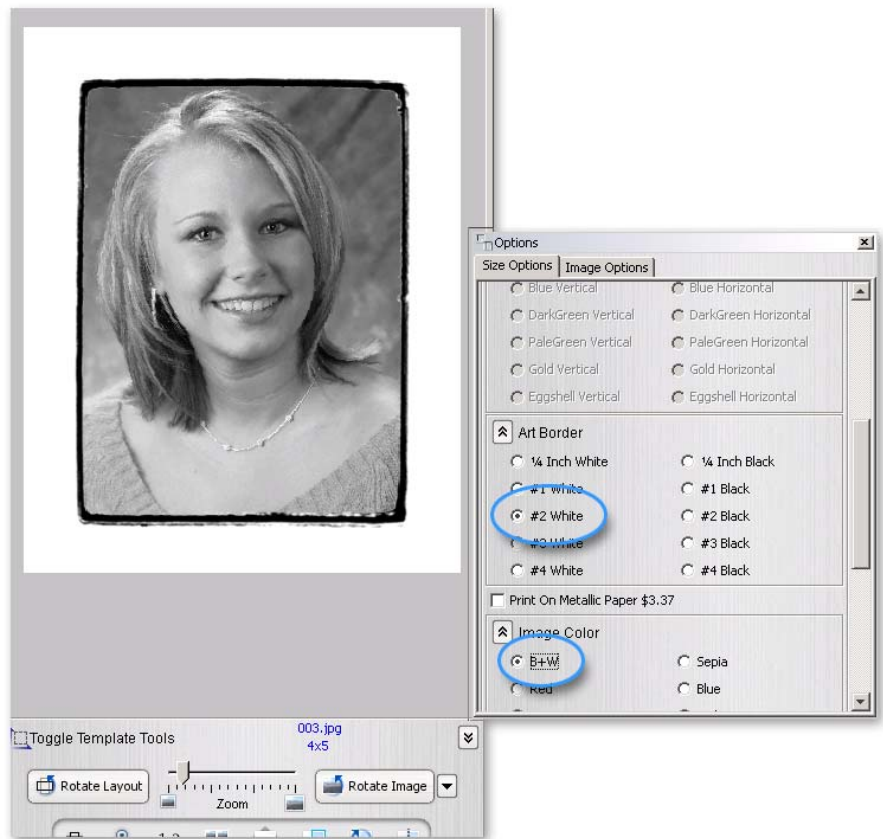 Options
Size Options Image Options
Blue Vertical Blue Horizontal
DarkGreen Vertical DarkGreen Horizontal
PaleGreen Vertical PaleGreen Horizontal
Gold Vertical Gold Horizontal
Eggshell Vertical Eggshell Horizontal
Art Border
¼ Inch White ¼ Inch Black
#1 White #1 Black
#2 White #2 Black
#3 White #3 Black
#4 White #4 Black
Print On Metallic Paper $3.37
Image Color
B+W Sepia
Red Blue
Toggle Template Tools
003.jpg
4x5
Rotate Layout
Zoom
Rotate Image